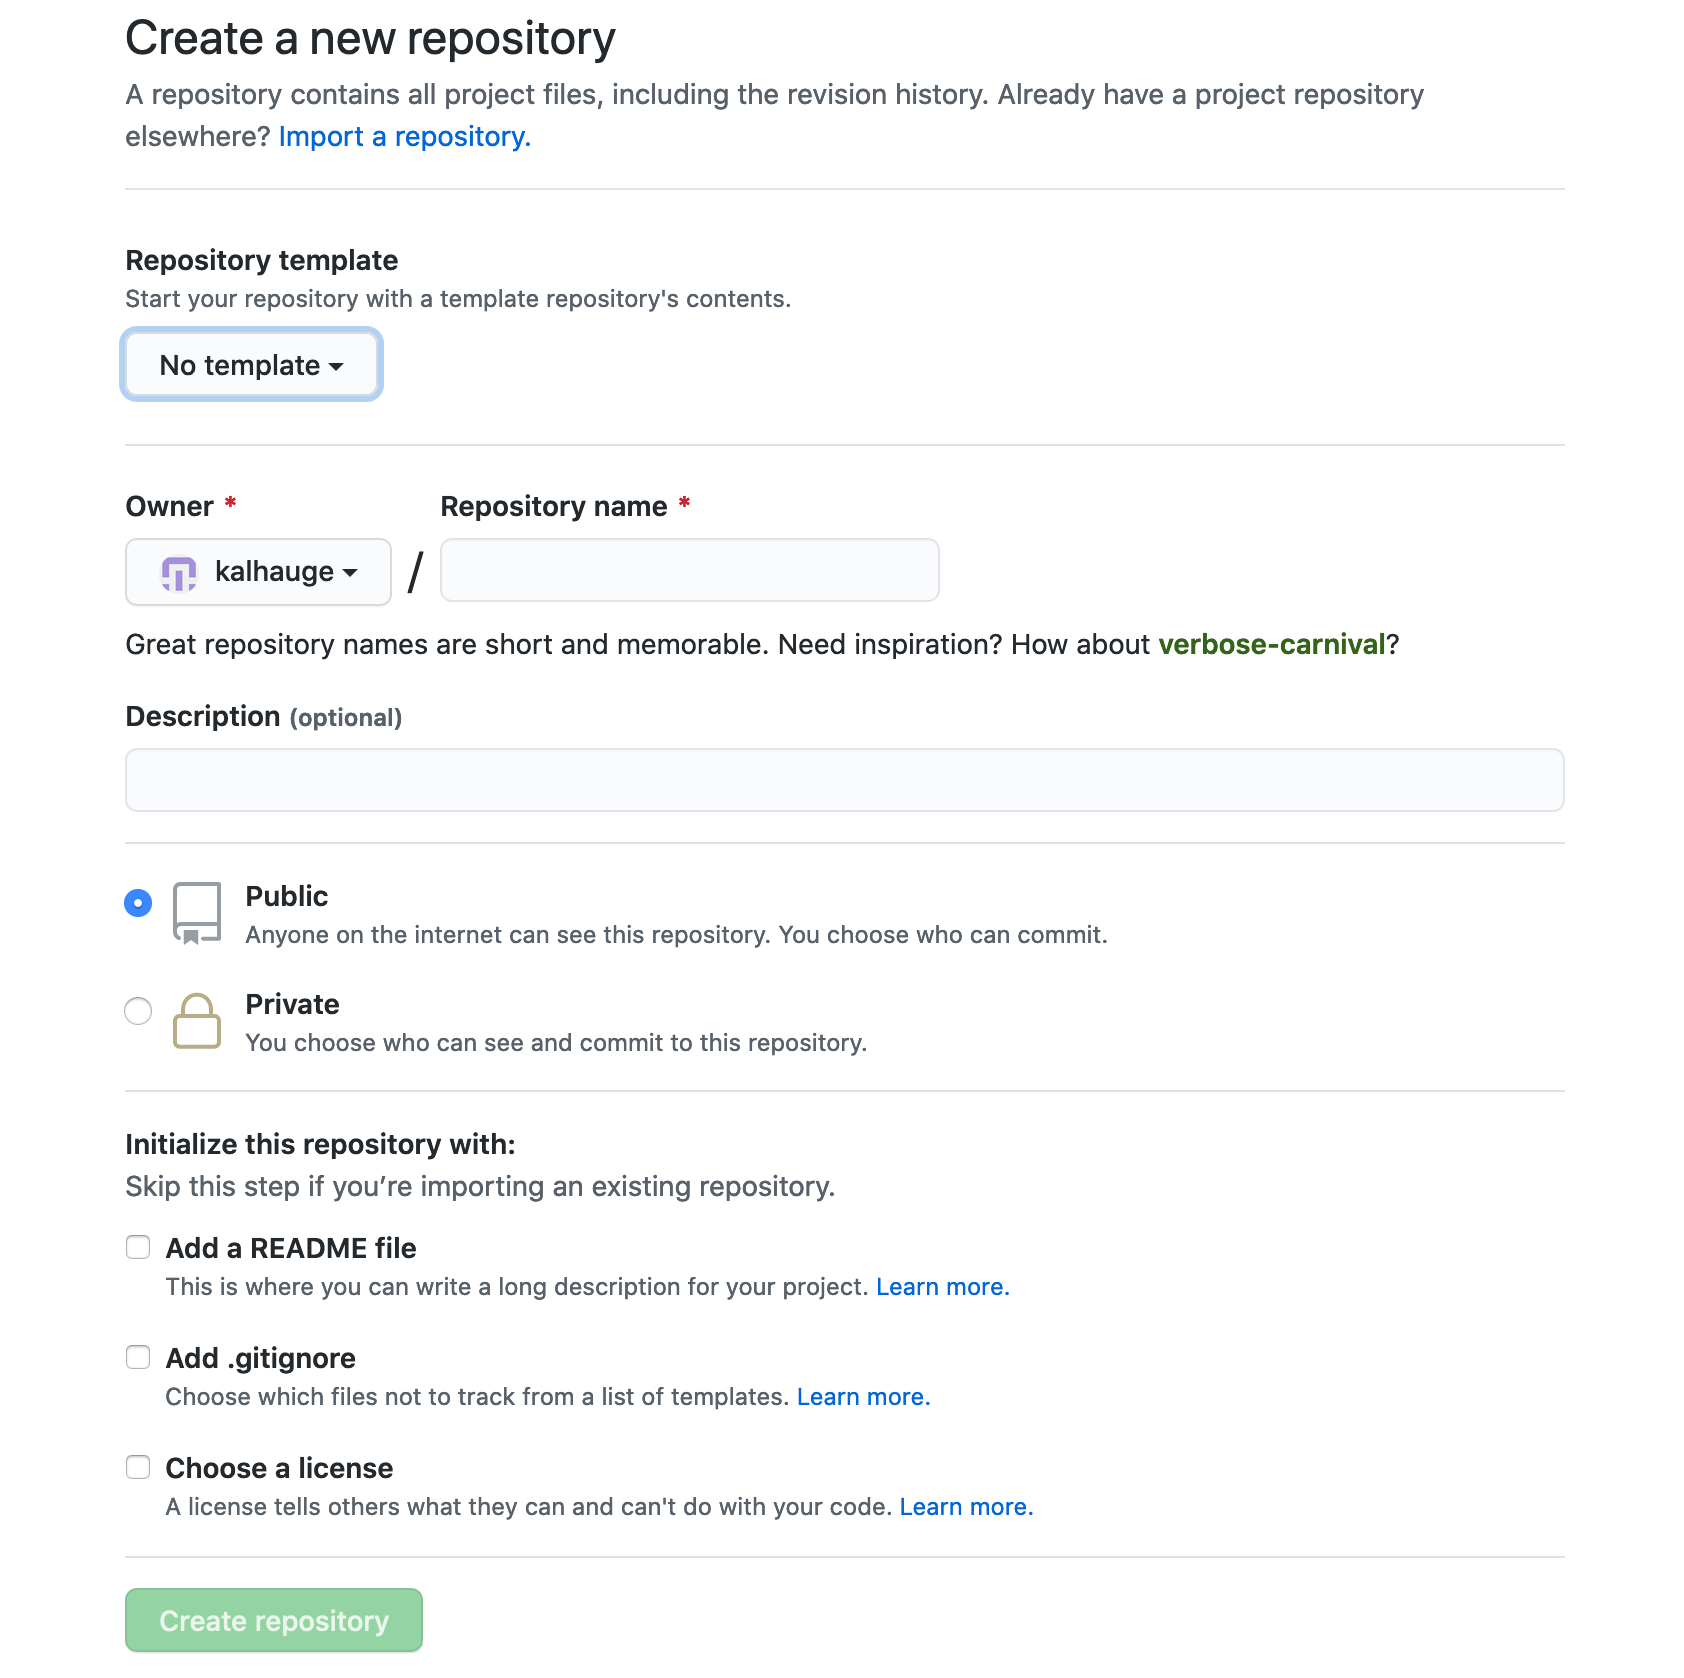 Create a new repository
A repository contains all project files, including the revision history. Already have a project repository
elsewhere? Import a repository.
Repository template
Start your repository with a template repository's contents.
No template
Owner * Repository name *
kalhauge /
Great repository names are short and memorable. Need inspiration? How about verbose-carnival?
Description (optional)
Public
Anyone on the internet can see this repository. You choose who can commit.
Private
You choose who can see and commit to this repository.
Initialize this repository with:
Skip this step if you’re importing an existing repository.
Add a README file
This is where you can write a long description for your project. Learn more.
Add .gitignore
Choose which files not to track from a list of templates. Learn more.
Choose a license
A license tells others what they can and can't do with your code. Learn more.
Create repository